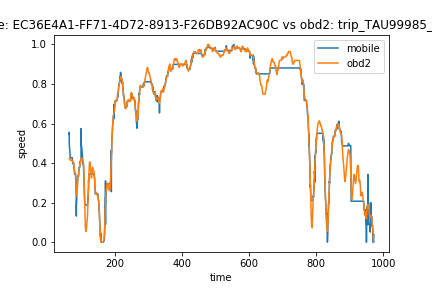 e: EC36E4A1-FF71-4D72-8913-F26DB92AC90C vs obd2: trip_TAU99985_
mobile
obd2
1.0
0.8
0.6
0.4
0.2
0.0
speed
200
400
600
800
1000
time